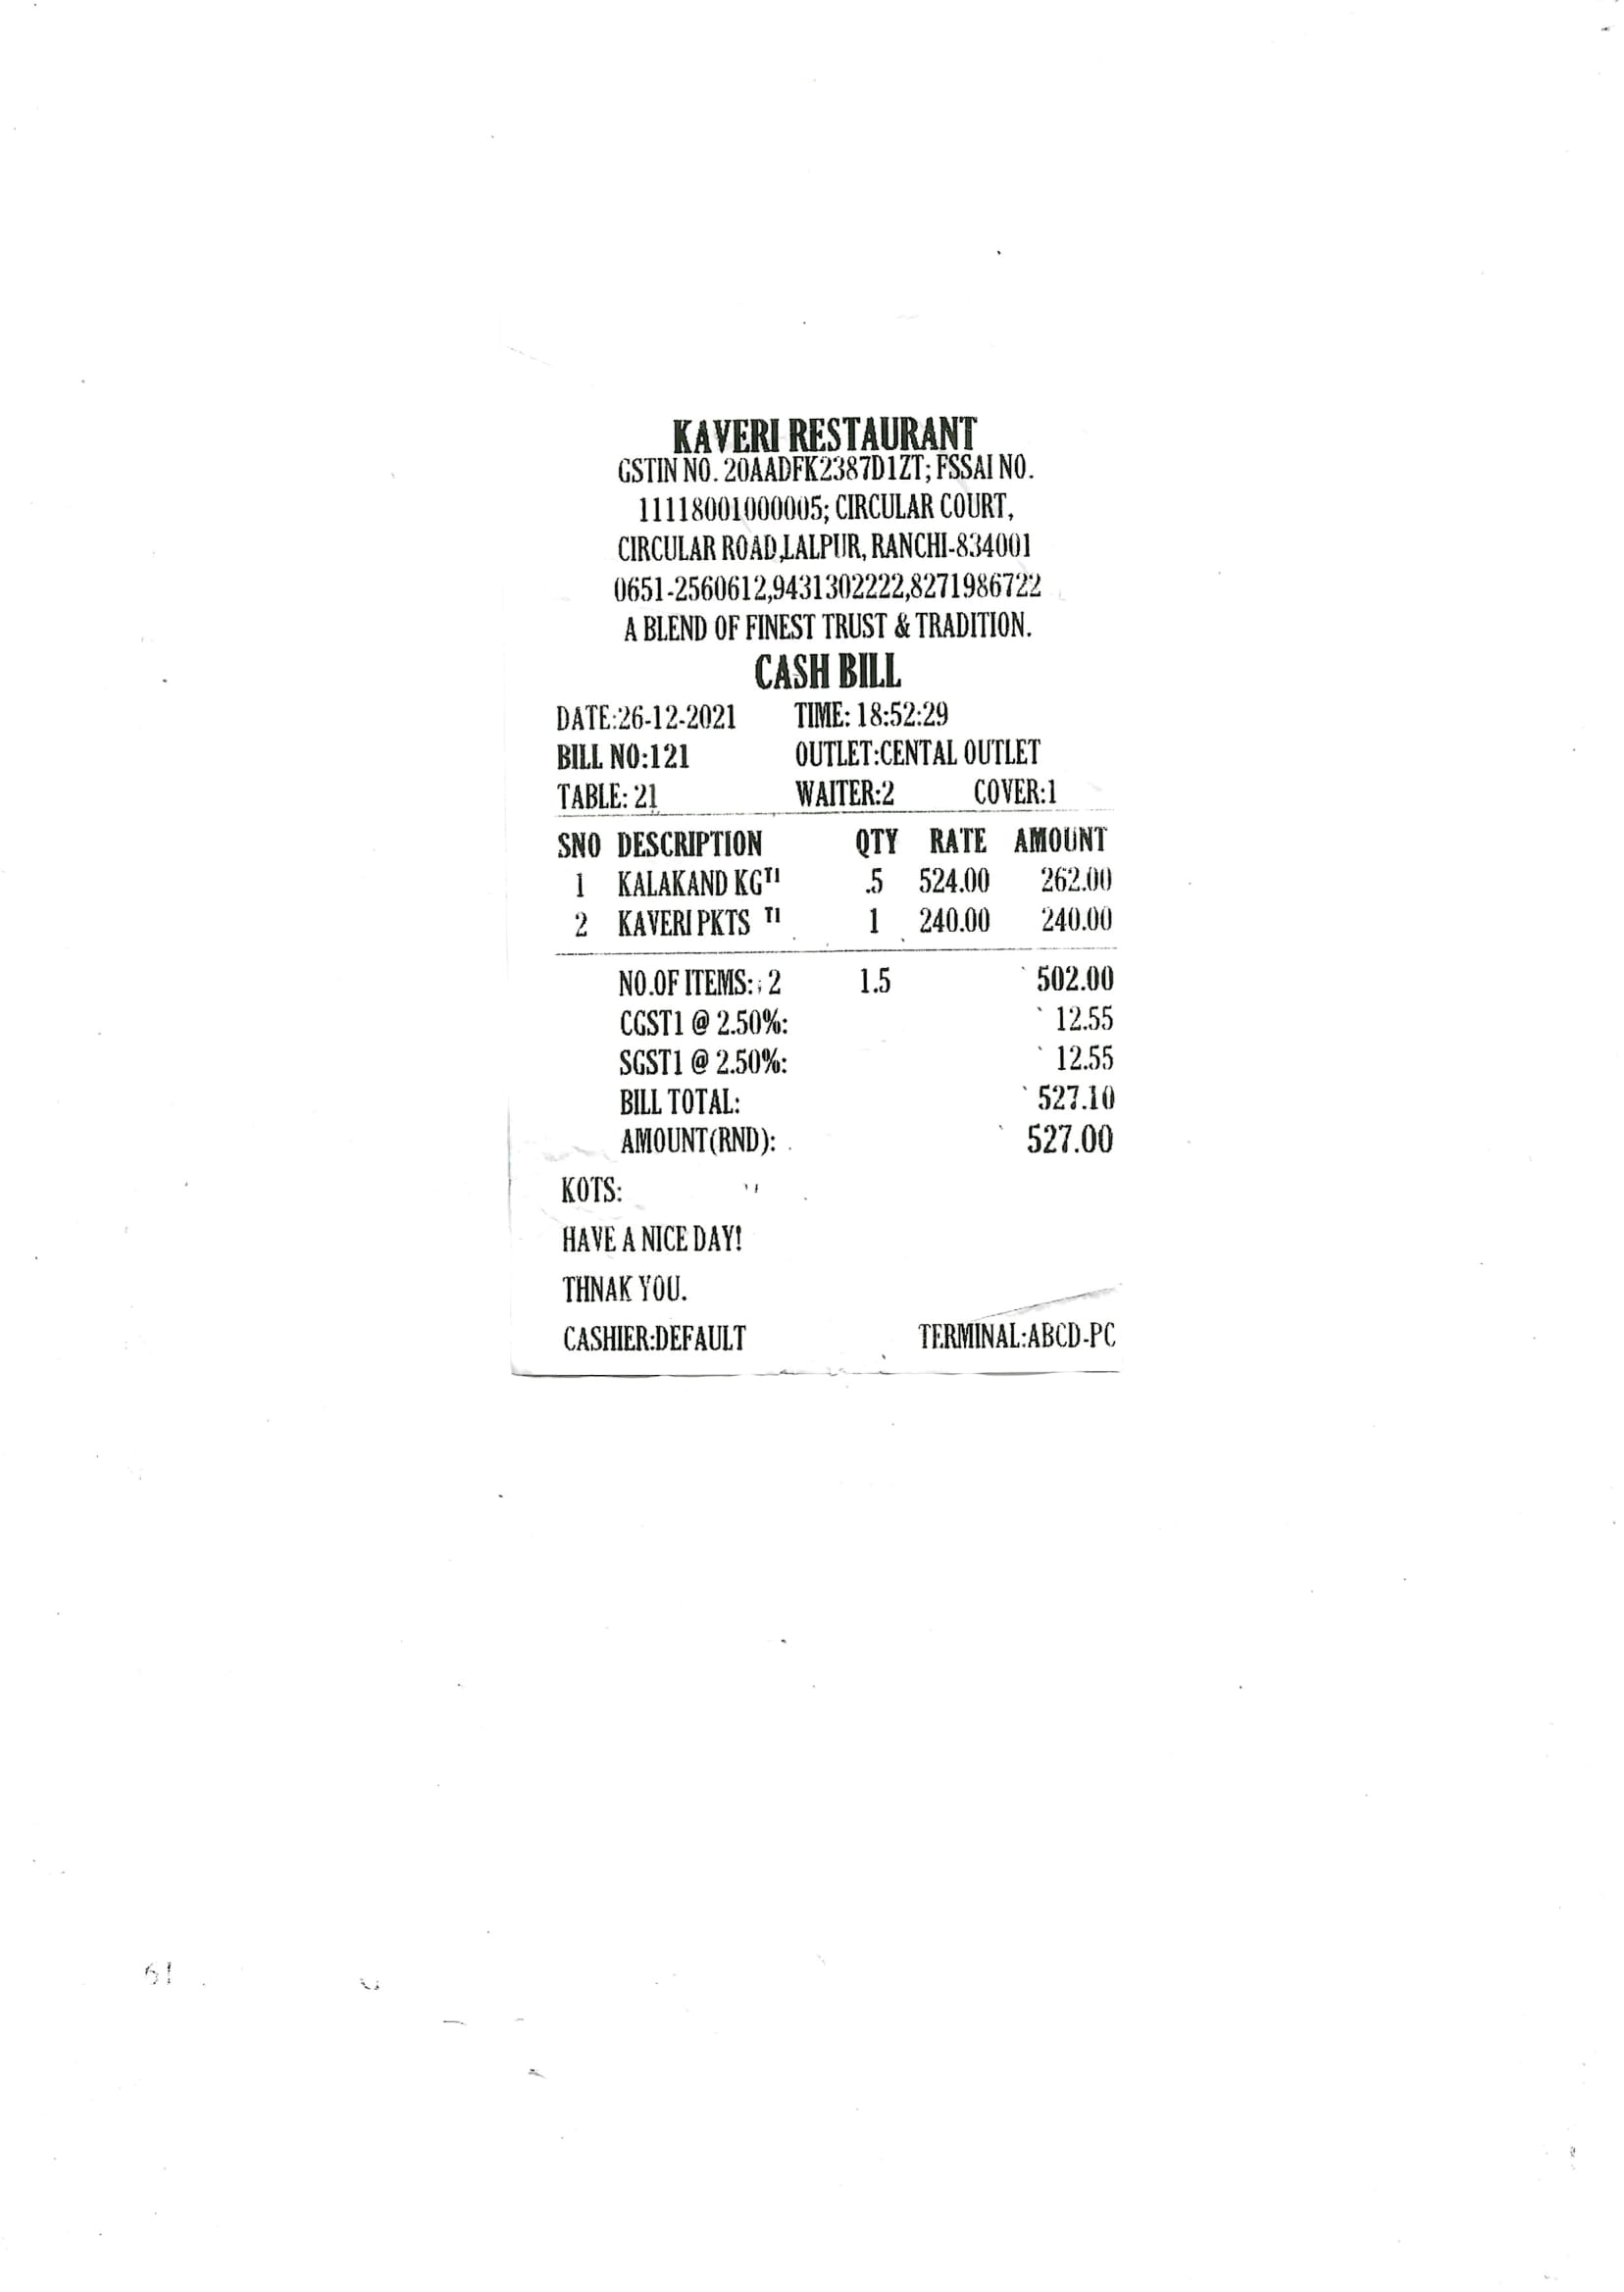 KAVERI RESTAURANT
GSTIN NO. 20AADFK2387D1ZT; FSSAI NO.
11118001000005; CIRCULAR COURT,
CIRCULAR ROAD,LALPUR, RANCHI-834001
0651-2560612,9431302222,8271986722
A BLEND OF FINEST TRUST & TRADITION.
CASH BILL
DATE:26-12-2021 TIME: 18:52:29
BILL NO:121 OUTLET:CENTAL OUTLET
TABLE: 21 WAITER:2 COVER:1
SNO DESCRIPTION QTY RATE AMOUNT
1 KALAKAND KG T1 .5 524.00 262.00
2 KAVERI PKTS T1 1 240.00 240.00
NO.OF ITEMS: 2 1.5 ` 502.00
CGST1 @ 2.50%: ` 12.55
SGST1 @ 2.50%: ` 12.55
BILL TOTAL: ` 527.10
AMOUNT(RND): ` 527.00
KOTS:
HAVE A NICE DAY!
THNAK YOU.
CASHIER:DEFAULT TERMINAL:ABCD-PC